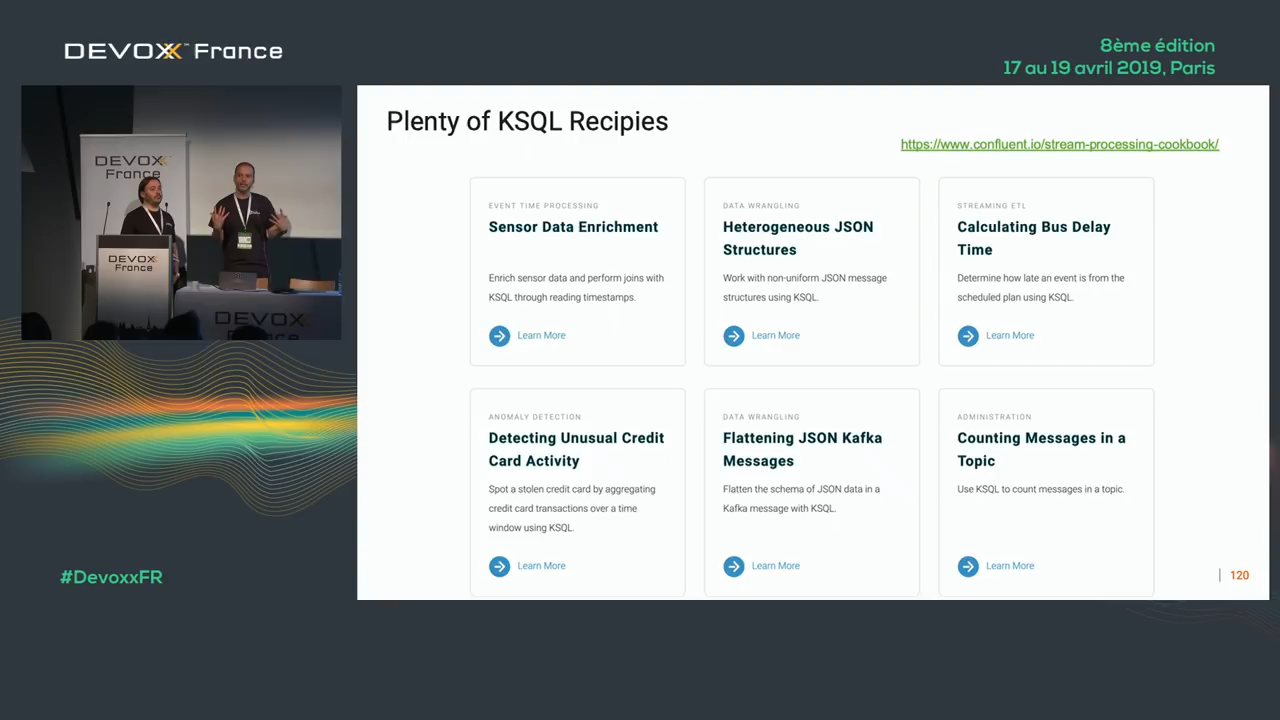 DEVOXX™ France
8ème édition
17 au 19 avril 2019, Paris
DEVOXX
France
DEVOXX
France
DEVOXX
France
#DevoxxFR
Plenty of KSQL Recipies
https://www.confluent.io/stream-processing-cookbook/
EVENT TIME PROCESSING
Sensor Data Enrichment
Enrich sensor data and perform joins with
KSQL through reading timestamps.
Learn More
DATA WRANGLING
Heterogeneous JSON
Structures
Work with non-uniform JSON message
structures using KSQL.
Learn More
STREAMING ETL
Calculating Bus Delay
Time
Determine how late an event is from the
scheduled plan using KSQL.
Learn More
ANOMALY DETECTION
Detecting Unusual Credit
Card Activity
Spot a stolen credit card by aggregating
credit card transactions over a time
window using KSQL.
Learn More
DATA WRANGLING
Flattening JSON Kafka
Messages
Flatten the schema of JSON data in a
Kafka message with KSQL.
Learn More
ADMINISTRATION
Counting Messages in a
Topic
Use KSQL to count messages in a topic.
Learn More
120